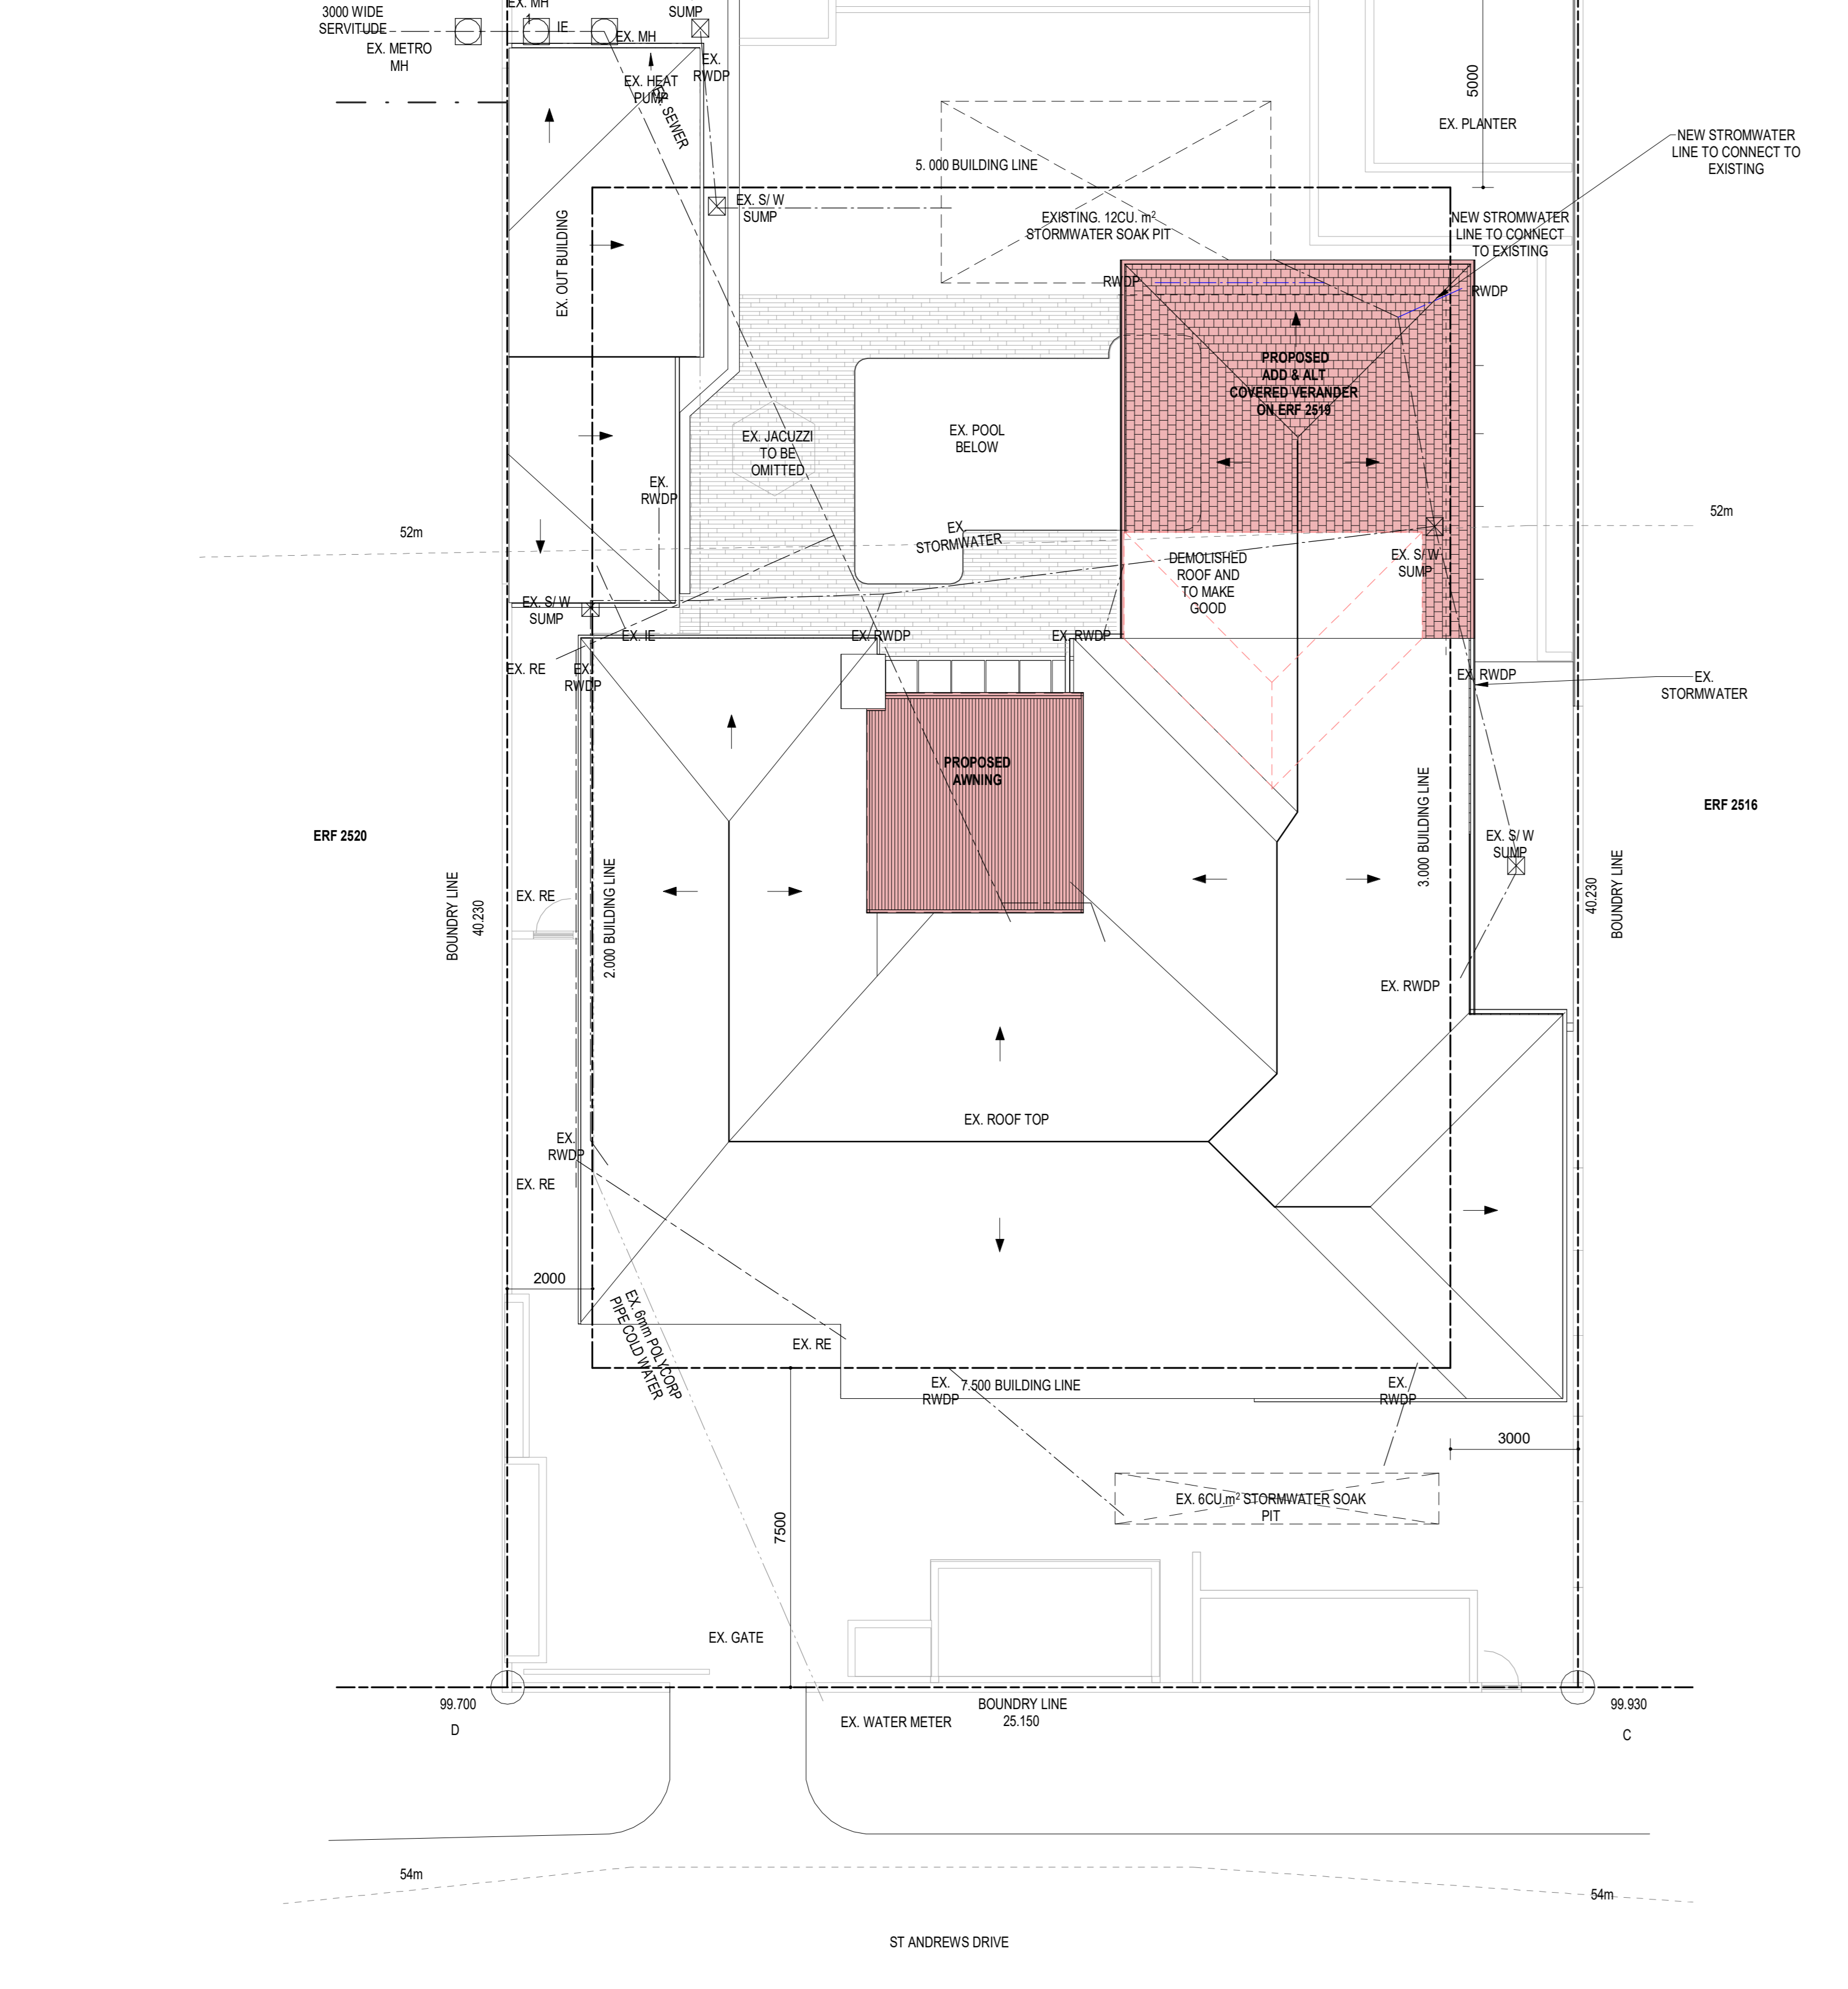 EX. MH
1
3000 WIDE
SERVITUDE
IE
SUMP
EX. METRO
MH
EX. MH
EX.
RWDP
EX. HEAT
PUMP
EX. SEWER
5000
EX. PLANTER
NEW STROMWATER
LINE TO CONNECT TO
EXISTING
5. 000 BUILDING LINE
EX. S/ W
SUMP
EXISTING. 12CU. m²
STORMWATER SOAK PIT
NEW STROMWATER
LINE TO CONNECT
TO EXISTING
EX. OUT BUILDING
RWDP
RWDP
PROPOSED
ADD & ALT
COVERED VERANDER
ON ERF 2519
EX. JACUZZI
TO BE
OMITTED
EX. POOL
BELOW
EX.
RWDP
52m
52m
EX.
STORMWATER
DEMOLISHED
ROOF AND
TO MAKE
GOOD
EX. S/ W
SUMP
EX. S/ W
SUMP
EX. IE
EX. RWDP
EX. RWDP
EX. RE
EX.
RWDP
EX. RWDP
EX.
STORMWATER
PROPOSED
AWNING
ERF 2520
ERF 2516
3.000 BUILDING LINE
EX. S/ W
SUMP
BOUNDRY LINE
40.230
EX. RE
2.000 BUILDING LINE
40.230
BOUNDRY LINE
EX. RWDP
EX. ROOF TOP
EX.
RWDP
EX. RE
2000
EX. 6mm POLYCORP
PIPE COLD WATER
EX. RE
EX.
RWDP
7.500 BUILDING LINE
EX.
RWDP
3000
EX. 6CU.m² STORMWATER SOAK
PIT
7500
EX. GATE
99.700
D
EX. WATER METER
BOUNDRY LINE
25.150
99.930
C
54m
54m
ST ANDREWS DRIVE